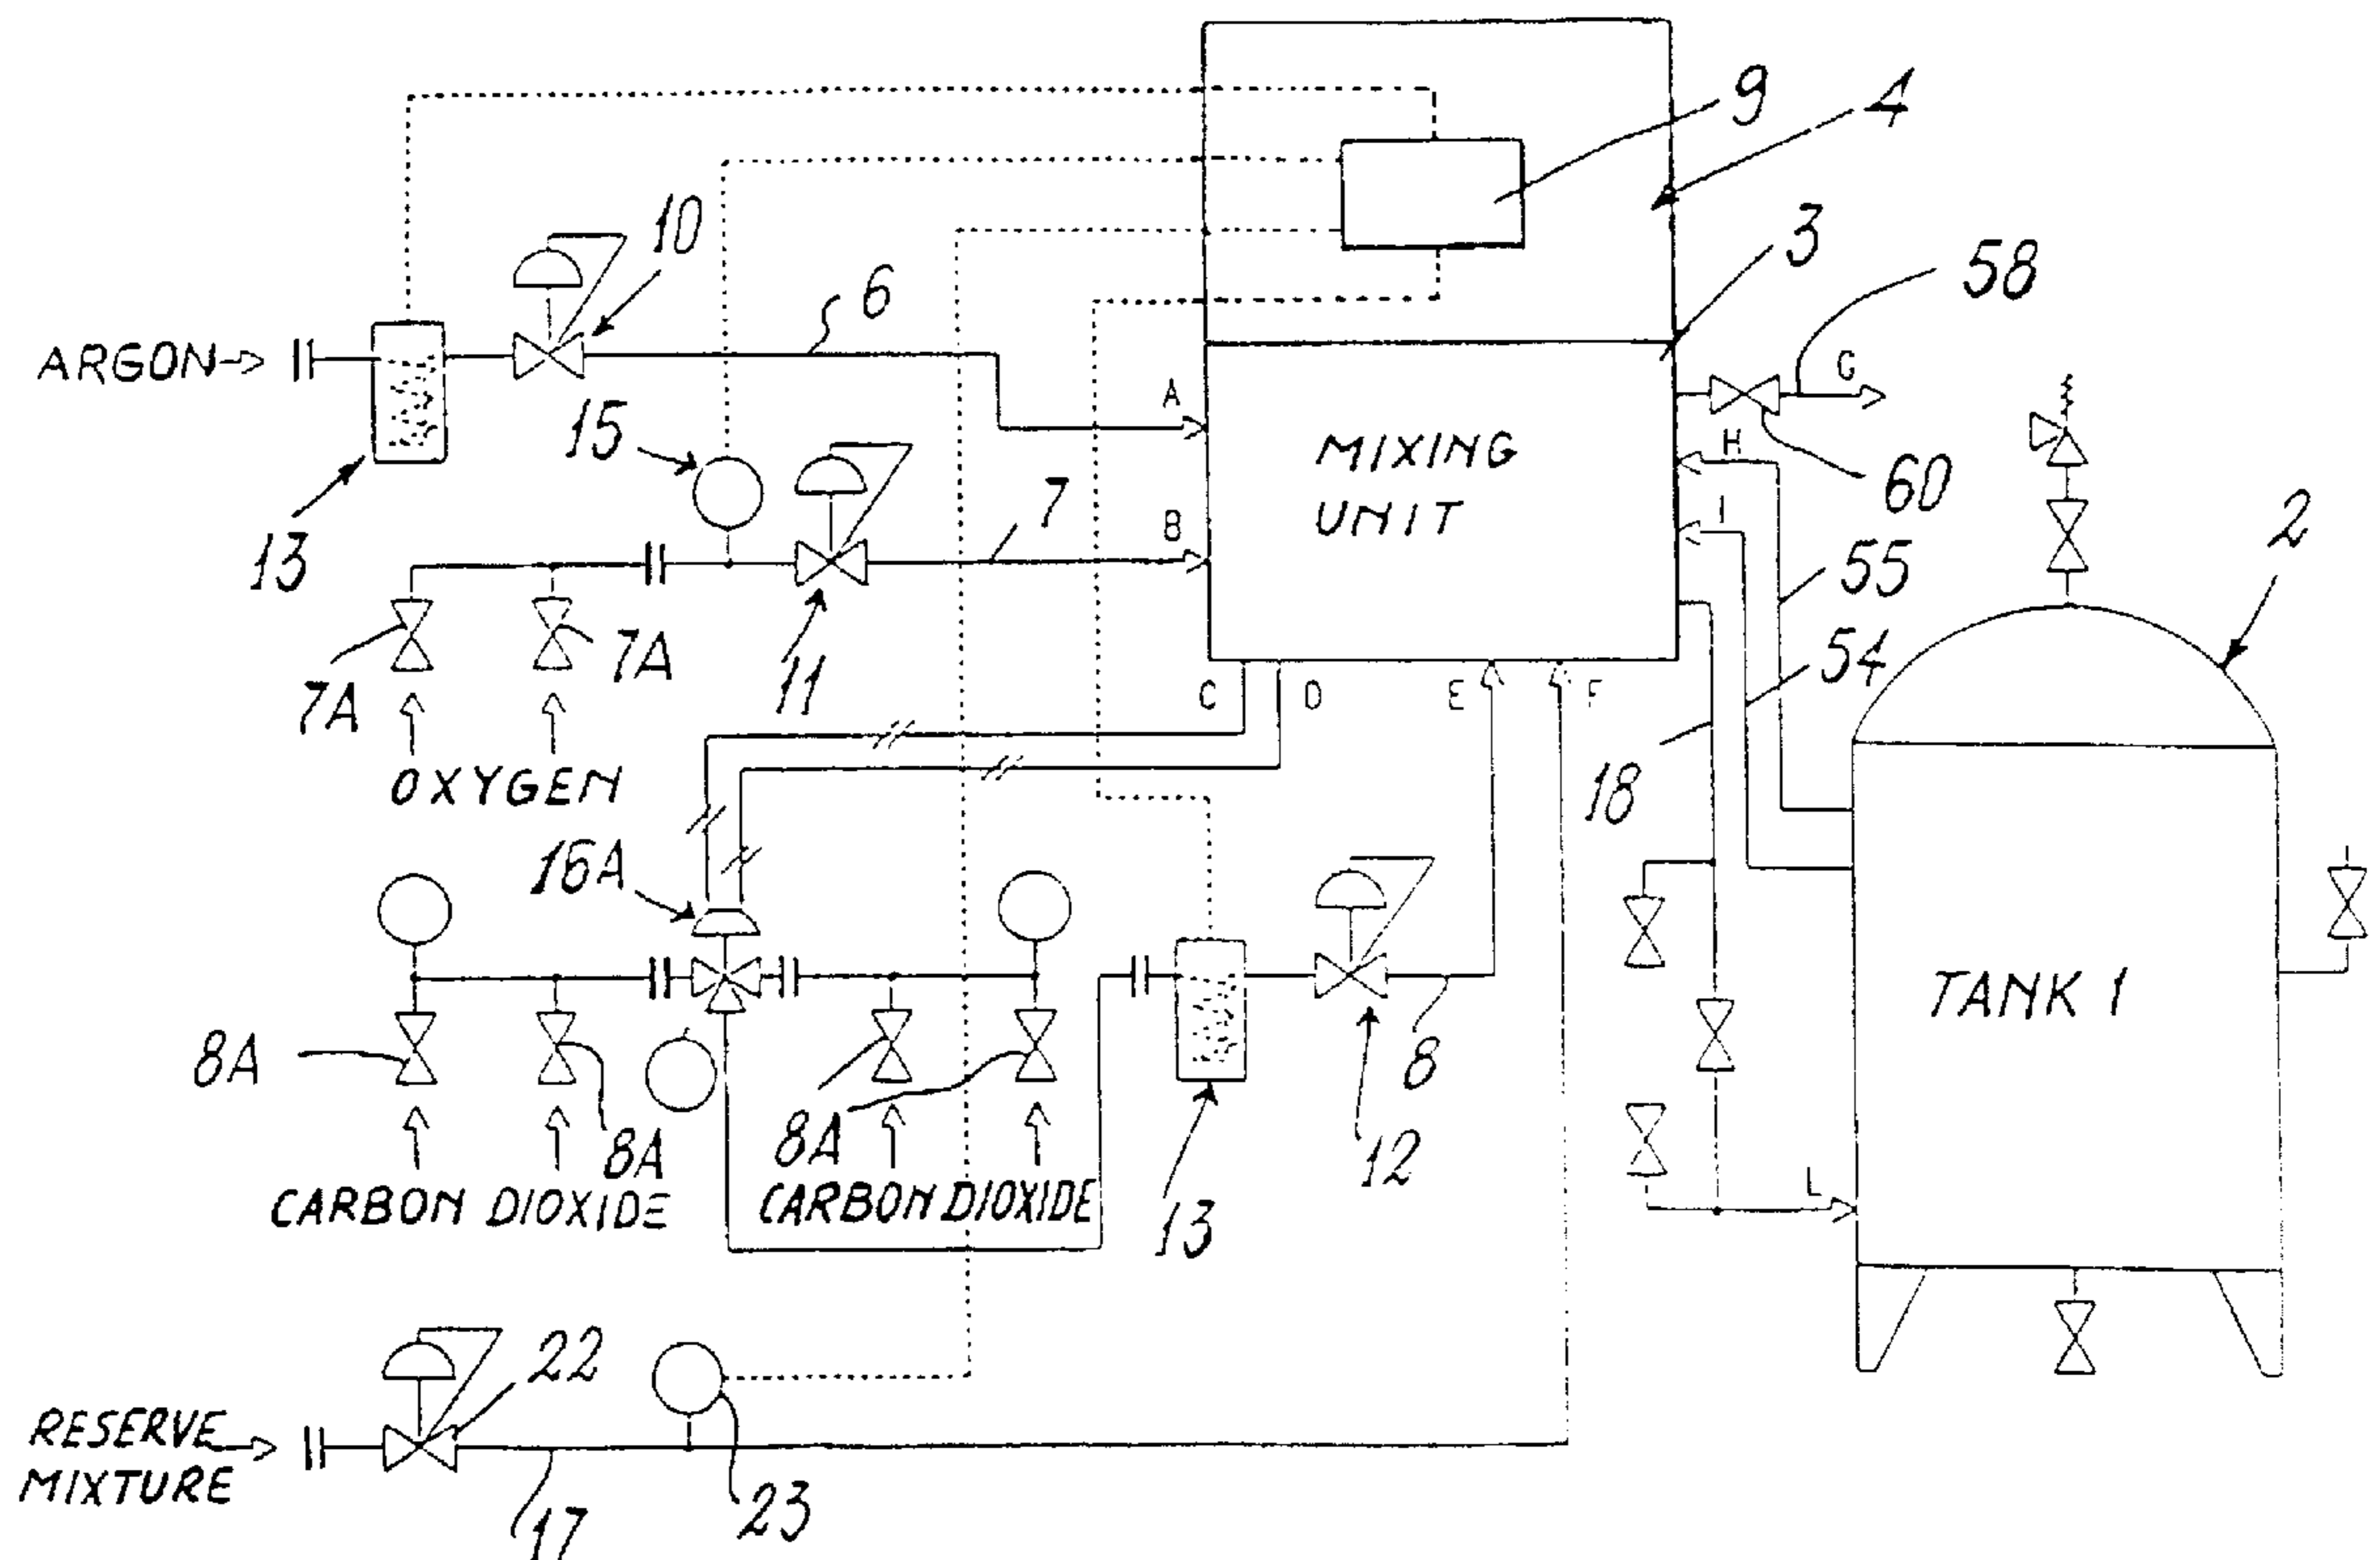 9
4
3
10
6
58
ARGON
A
G
15
MIXING
UNIT
H
60
13
7
B
I
2
55
7A
7A
11
54
C
D
E
F
OXYGEN
18
16A
TANK 1
8A
8A
8A
8
12
L
CARBON DIOXIDE
CARBON DIOXIDE
13
22
RESERVE
MIXTURE
23
17